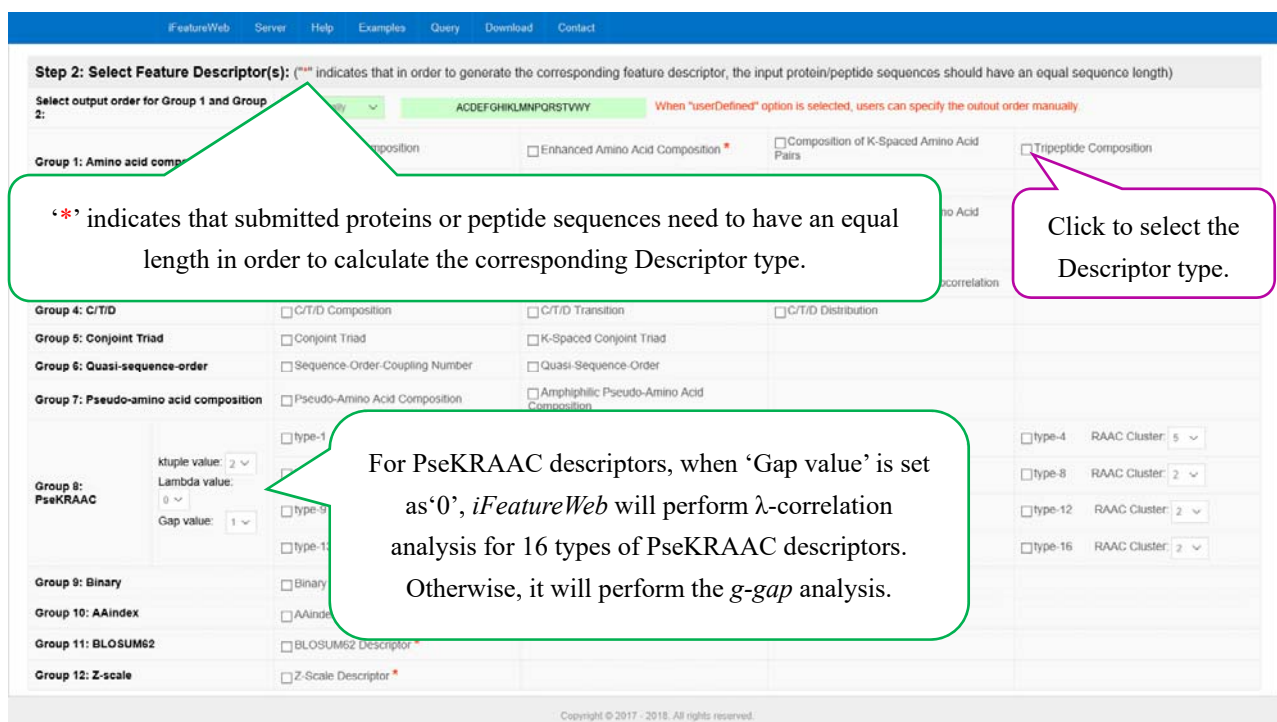 iFeatureWeb Server Help Examples Query Download Contact
Step 2: Select Feature Descriptor(s): ("*" indicates that in order to generate the corresponding feature descriptor, the input protein/peptide sequences should have an equal sequence length)
Select output order for Group 1 and Group 2:
ACDEFGHIKLMNPQRSTVWY
When "userDefined" option is selected, users can specify the outout order manually.
Group 1: Amino acid
Enhanced Amino Acid Composition *
Composition of K-Spaced Amino Acid
Pairs
Tripeptide Composition
'*' indicates that submitted proteins or peptide sequences need to have an equal
length in order to calculate the corresponding Descriptor type.
Acid
Click to select the
Descriptor type.
Group 4: C/T/D C/T/D Composition C/T/D Transition C/T/D Distribution
Group 5: Conjoint Triad Conjoint Triad K-Spaced Conjoint Triad
Group 6: Quasi-sequence-order Sequence-Order-Coupling Number Quasi-Sequence-Order
Group 7: Pseudo-amino acid composition Pseudo-Amino Acid Composition Amphiphilic Pseudo-Amino Acid
Composition
Group 8:
PseKRAAC
ktuple value: 2
Lambda value:
0
Gap value: 1
type-1
type-9
For PseKRAAC descriptors, when 'Gap value' is set
as'0', iFeatureWeb will perform λ-correlation
analysis for 16 types of PseKRAAC descriptors.
Otherwise, it will perform the g-gap analysis.
type-4 RAAC Cluster: 5
type-8 RAAC Cluster: 2
type-12 RAAC Cluster: 2
type-16 RAAC Cluster: 2
Group 9: Binary Binary
Group 10: AAindex
Group 11: BLOSUM62 BLOSUM62 Descriptor *
Group 12: Z-scale Z-Scale Descriptor *
Copyright © 2017 - 2018. All rights reserved.